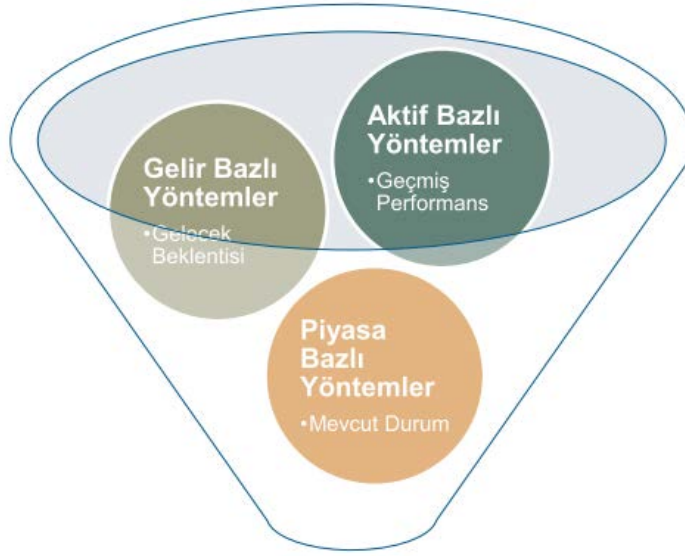 Aktif Bazlı
Yöntemler
•Geçmiş
Performans
Gelir Bazlı
Yöntemler
•Gelecek
Beklentisi
Piyasa
Bazlı
Yöntemler
•Mevcut Durum